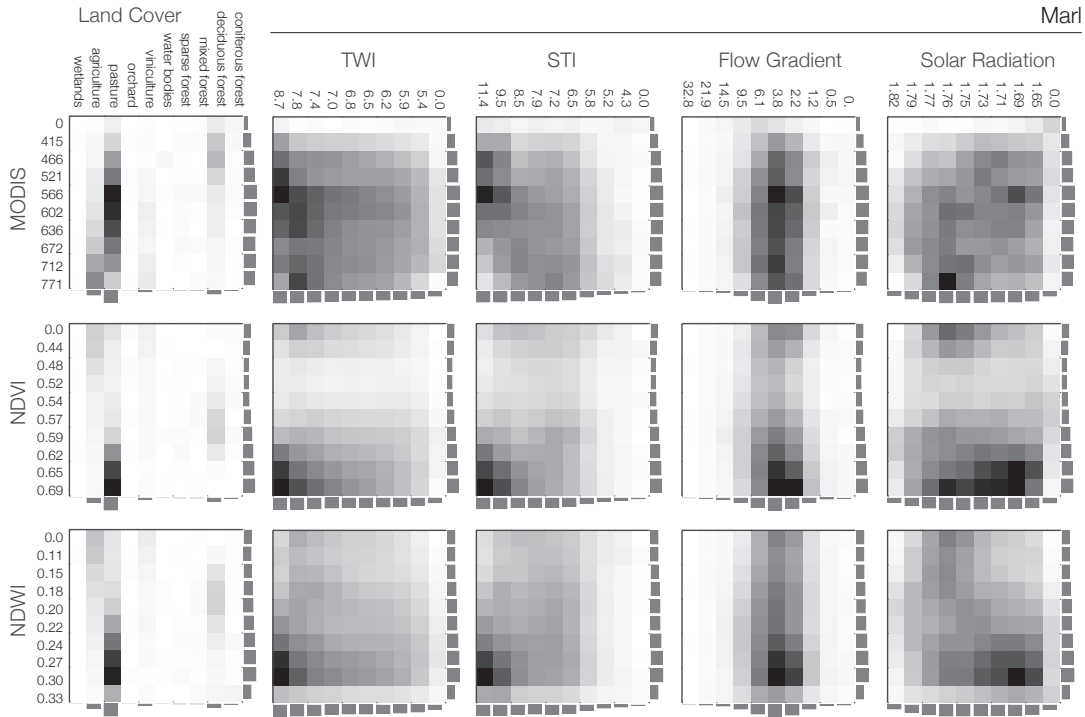 Land Cover
Marl
wetlands
agriculture
pasture
orchard
viniculture
water bodies
sparse forest
mixed forest
deciduous forest
coniferous forest
TWI
STI
Flow Gradient
Solar Radiation
8.7 7.8 7.4 7.0 6.8 6.5 6.2 5.9 5.4 0.0
11.4 9.5 8.5 7.9 7.2 6.5 5.8 5.2 4.3 0.0
32.8 21.9 14.5 9.5 6.1 3.8 2.2 1.2 0.5 0.
1.82 1.79 1.77 1.76 1.75 1.73 1.71 1.69 1.65 0.0
MODIS
0
415
466
521
566
602
636
672
712
771
NDVI
0.0
0.44
0.48
0.52
0.54
0.57
0.59
0.62
0.65
0.69
NDWI
0.0
0.11
0.15
0.18
0.20
0.22
0.24
0.27
0.30
0.33